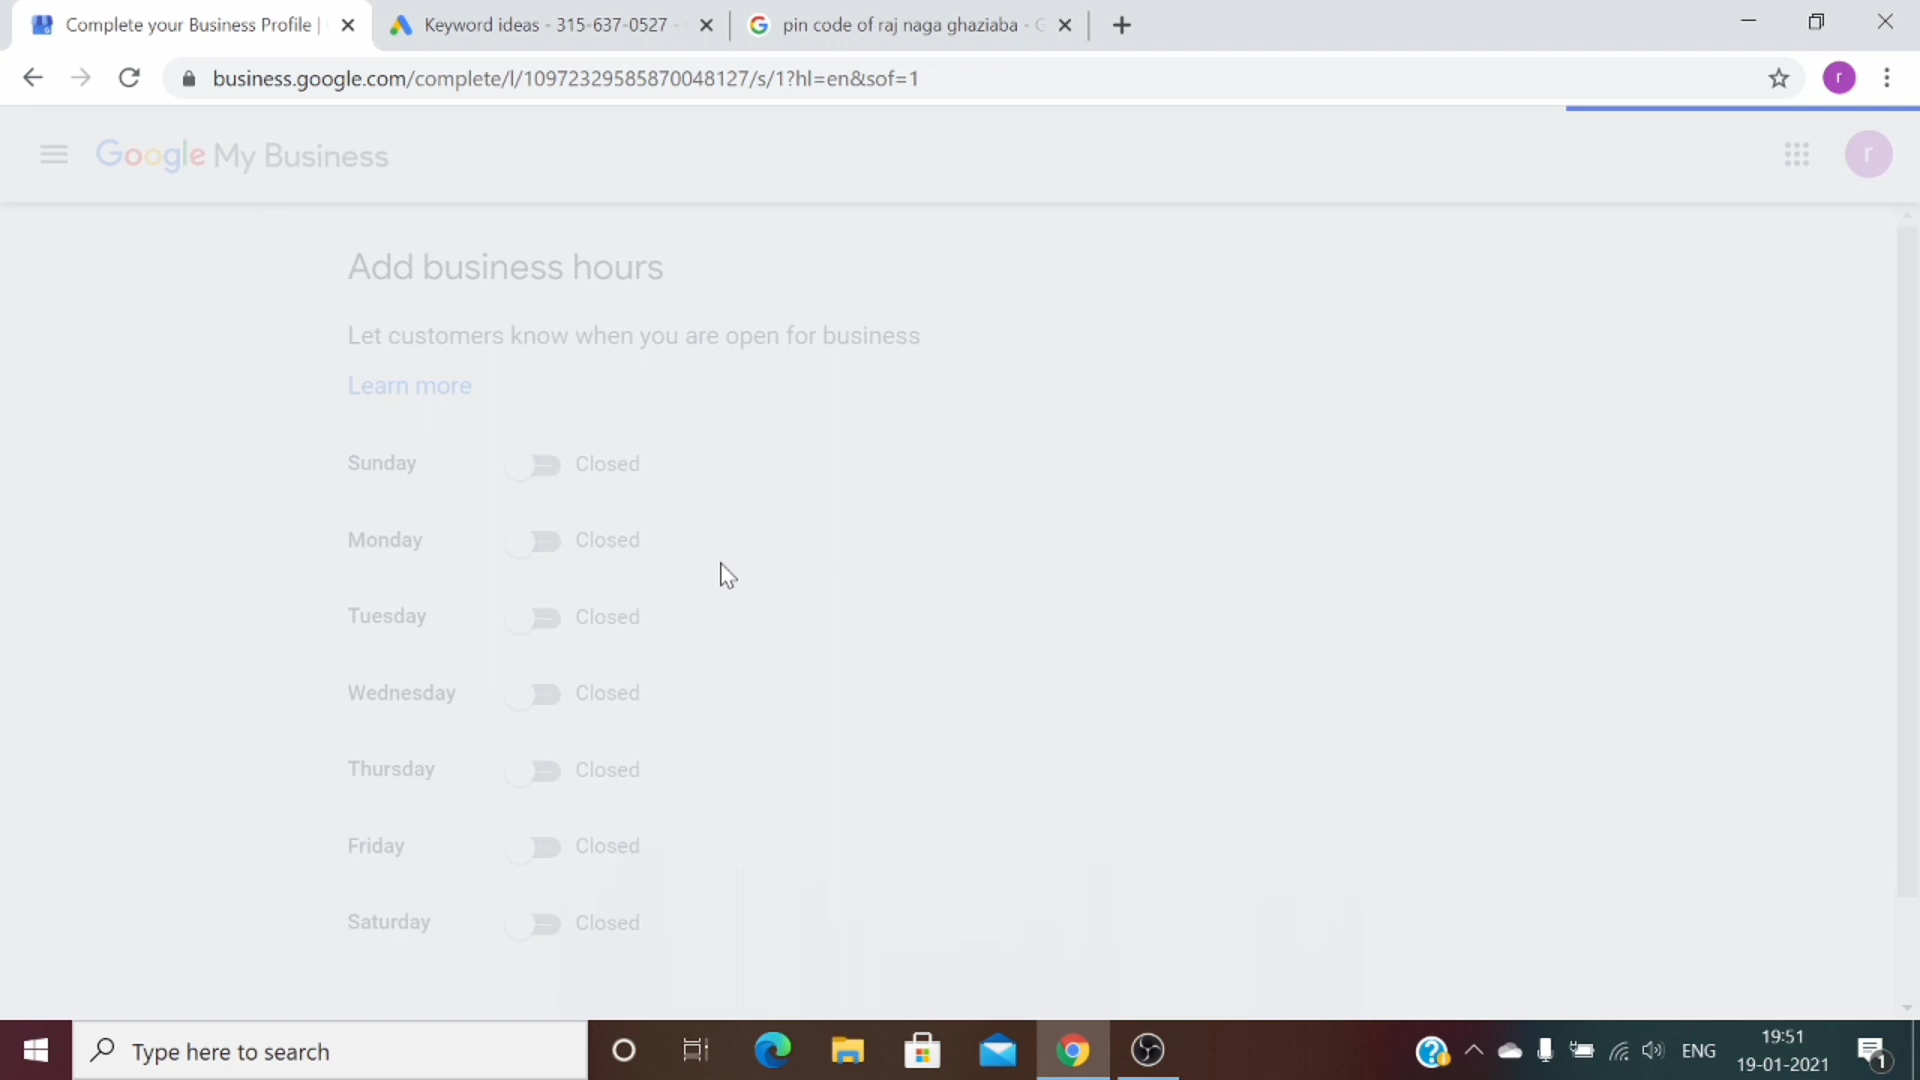 Complete your Business Profile |
Keyword ideas - 315-637-0527 -
pin code of raj naga ghaziaba - G
business.google.com/complete/l/10972329585870048127/s/1?hl=en&sof=1
r
Google My Business
r
Add business hours
Let customers know when you are open for business
Learn more
Sunday Closed
Monday Closed
Tuesday Closed
Wednesday Closed
Thursday Closed
Friday Closed
Saturday Closed
Type here to search
ENG
19:51
19-01-2021
1